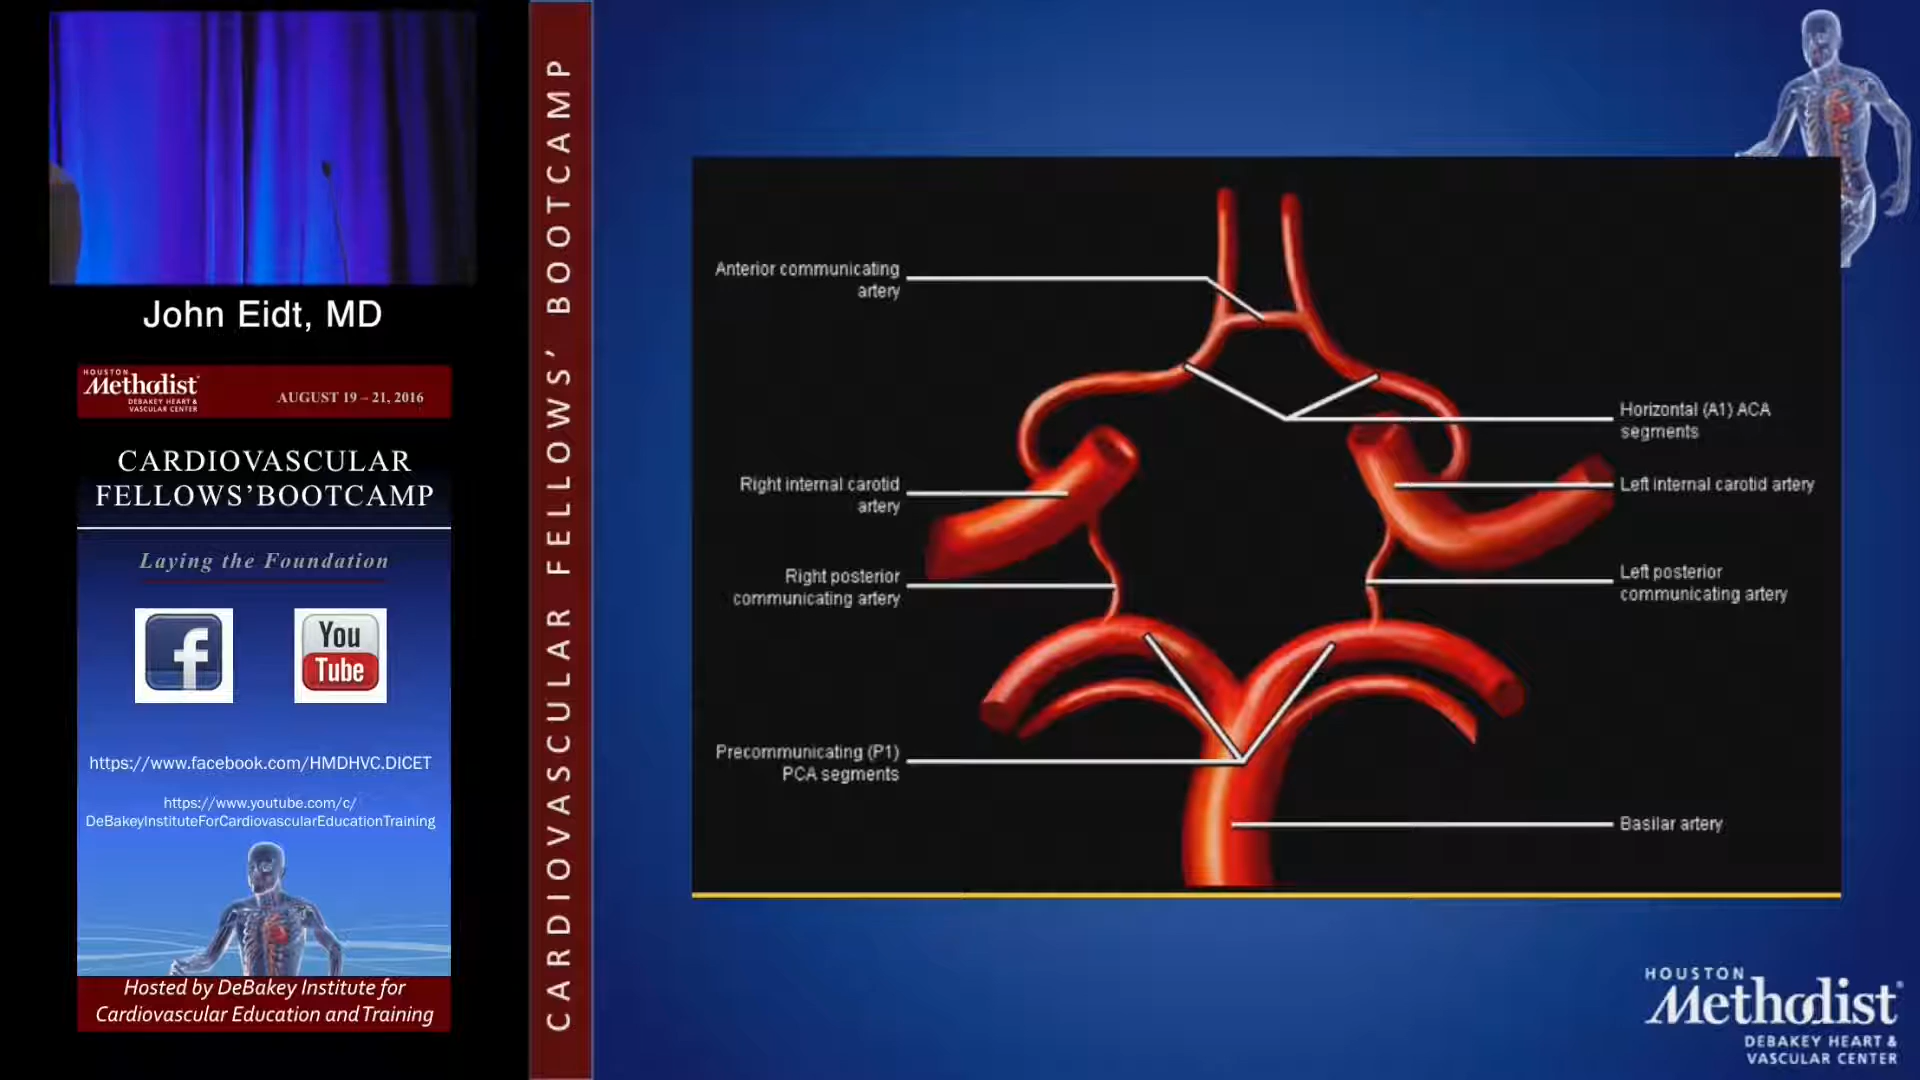 John Eidt, MD
HOUSTON
Methodist
DEBAKEY HEART &
VASCULAR CENTER
AUGUST 19 – 21, 2016
CARDIOVASCULAR
FELLOWS’BOOTCAMP
Laying the Foundation
f
You
Tube
https://www.facebook.com/HMDHVC.DICET
https://www.youtube.com/c/
DeBakeyInstituteForCardiovascularEducationTraining
Hosted by DeBakey Institute for
Cardiovascular Education and Training
CARDIOVASCULAR FELLOWS’ BOOTCAMP
Anterior communicating
artery
Horizontal (A1) ACA
segments
Right internal carotid
artery
Left internal carotid artery
Right posterior
communicating artery
Left posterior
communicating artery
Precommunicating (P1)
PCA segments
Basilar artery
HOUSTON
Methodist
DEBAKEY HEART &
VASCULAR CENTER